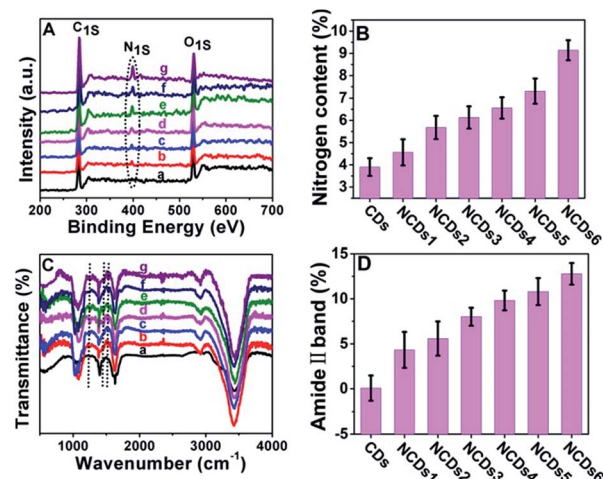 A
C1S
N1S
O1S
g
f
e
d
c
b
a
Intensity (a.u.)
200 300 400 500 600 700
Binding Energy (eV)
B
Nitrogen content (%)
10
9
8
7
6
5
4
3
CDs NCDs1 NCDs2 NCDs3 NCDs4 NCDs5 NCDs6
C
g
f
e
d
c
b
a
Transmittance (%)
1000 2000 3000 4000
Wavenumber (cm-1)
D
Amide II band (%)
15
10
5
0
-5
CDs NCDs1 NCDs2 NCDs3 NCDs4 NCDs5 NCDs6